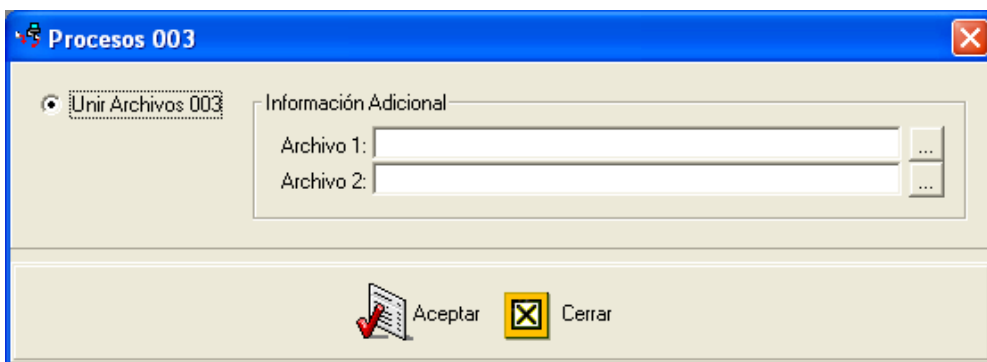 Procesos 003
Unir Archivos 003
Información Adicional
Archivo 1:
...
Archivo 2:
...
Aceptar
Cerrar